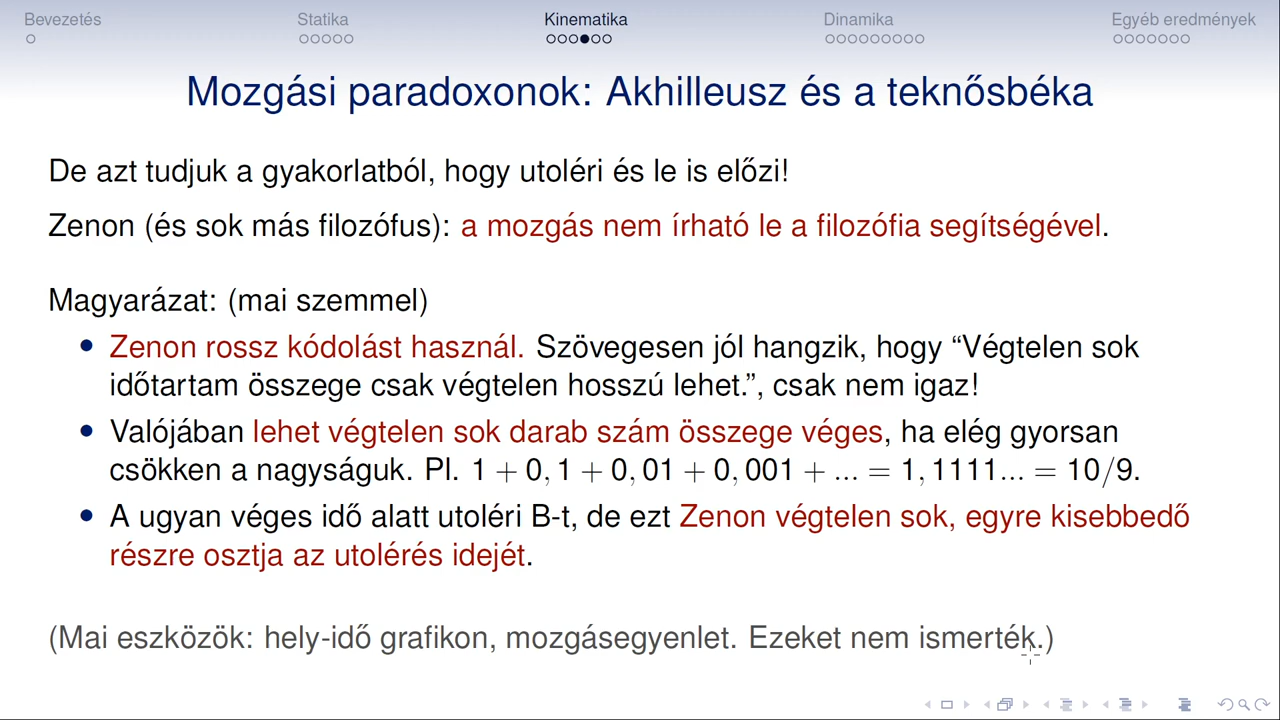 Bevezetés Statika Kinematika Dinamika Egyéb eredmények
Mozgási paradoxonok: Akhilleusz és a teknősbéka
De azt tudjuk a gyakorlatból, hogy utoléri és le is előzi!
Zenon (és sok más filozófus): a mozgás nem írható le a filozófia segítségével.
Magyarázat: (mai szemmel)
• Zenon rossz kódolást használ. Szövegesen jól hangzik, hogy “Végtelen sok
időtartam összege csak végtelen hosszú lehet.”, csak nem igaz!
• Valójában lehet végtelen sok darab szám összege véges, ha elég gyorsan
csökken a nagyságuk. Pl. 1 + 0, 1 + 0, 01 + 0, 001 + ... = 1, 1111... = 10/9.
• A ugyan véges idő alatt utoléri B-t, de ezt Zenon végtelen sok, egyre kisebbedő
részre osztja az utolérés idejét.
(Mai eszközök: hely-idő grafikon, mozgásegyenlet. Ezeket nem ismerték.)